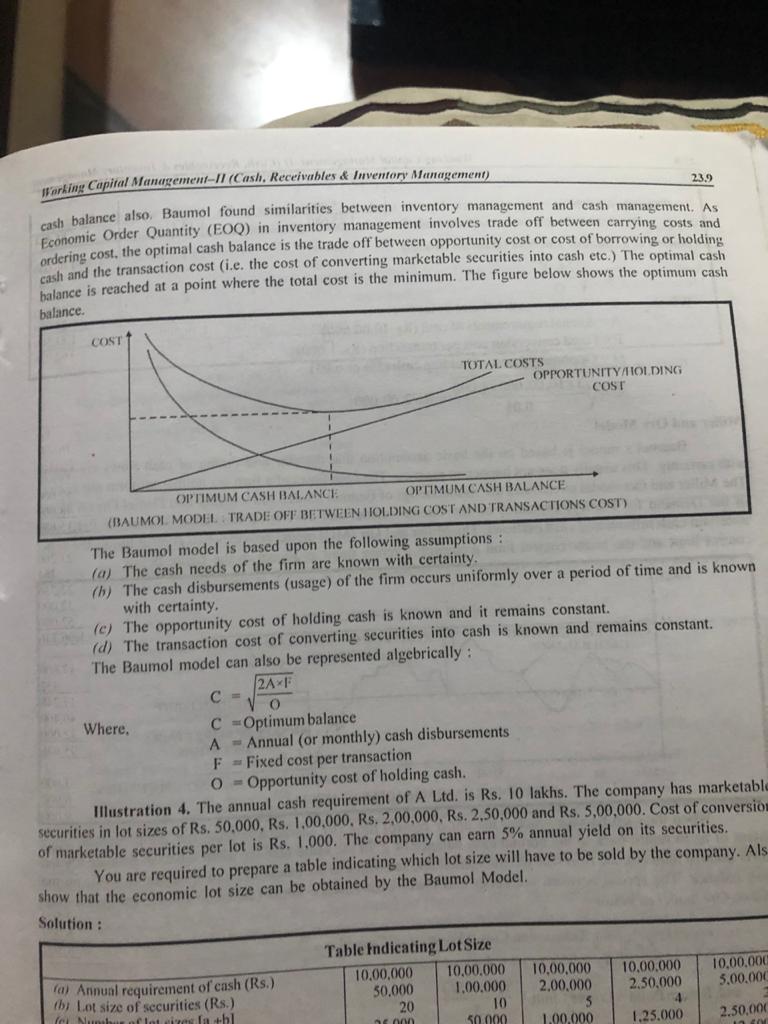 Working Capital Management–II (Cash, Receivables & Inventory Management)
23.9
cash balance also. Baumol found similarities between inventory management and cash management. As
Economic Order Quantity (EOQ) in inventory management involves trade off between carrying costs and
ordering cost, the optimal cash balance is the trade off between opportunity cost or cost of borrowing or holding
cash and the transaction cost (i.e. the cost of converting marketable securities into cash etc.) The optimal cash
balance is reached at a point where the total cost is the minimum. The figure below shows the optimum cash
balance.
COST
TOTAL COSTS
OPPORTUNITY/HOLDING
COST
OPTIMUM CASH BALANCE
OPTIMUM CASH BALANCE
(BAUMOL MODEL : TRADE OFF BETWEEN HOLDING COST AND TRANSACTIONS COST)
The Baumol model is based upon the following assumptions :
(a) The cash needs of the firm are known with certainty.
(b) The cash disbursements (usage) of the firm occurs uniformly over a period of time and is known
with certainty.
(c) The opportunity cost of holding cash is known and it remains constant.
(d) The transaction cost of converting securities into cash is known and remains constant.
The Baumol model can also be represented algebrically :
C = √(2A×F / O)
Where,
C = Optimum balance
A = Annual (or monthly) cash disbursements
F = Fixed cost per transaction
O = Opportunity cost of holding cash.
Illustration 4. The annual cash requirement of A Ltd. is Rs. 10 lakhs. The company has marketable
securities in lot sizes of Rs. 50,000, Rs. 1,00,000, Rs. 2,00,000, Rs. 2,50,000 and Rs. 5,00,000. Cost of conversion
of marketable securities per lot is Rs. 1,000. The company can earn 5% annual yield on its securities.
You are required to prepare a table indicating which lot size will have to be sold by the company. Als
show that the economic lot size can be obtained by the Baumol Model.
Solution :
Table Indicating Lot Size
(a) Annual requirement of cash (Rs.) 10,00,000 10,00,000 10,00,000 10,00,000 10,00,000
(b) Lot size of securities (Rs.) 50,000 1,00,000 2,00,000 2,50,000 5,00,000
(c) Number of lot sizes [a÷b] 20 10 5 4
50,000 1,00,000 1,25,000 2,50,000